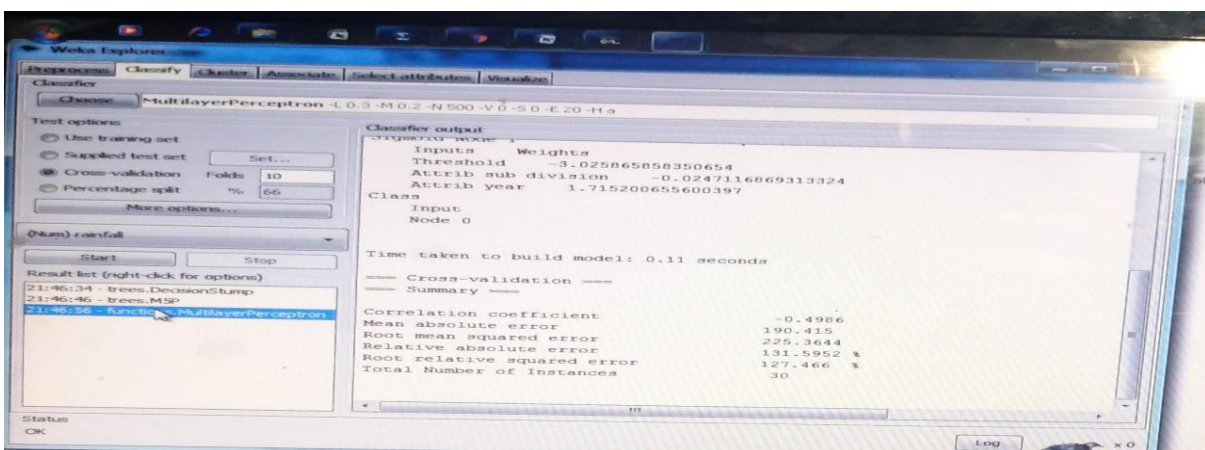 Weka Explorer
Preprocess Classify Cluster Associate Select attributes Visualize
Classifier
Choose MultilayerPerceptron -L 0.3 -M 0.2 -N 500 -V 0 -S 0 -E 20 -H a
Test options
Use training set
Supplied test set Set...
Cross-validation Folds 10
Percentage split % 66
More options...
(Num) rainfall
Start Stop
Result list (right-click for options)
21:46:34 - trees.DecisionStump
21:46:46 - trees.M5P
21:46:56 - functions.MultilayerPerceptron
Classifier output
Sigmoid Node 1
Inputs Weights
Threshold -3.025865858350654
Attrib sub division -0.0247116869313324
Attrib year 1.715200655600397
Class
Input
Node 0
Time taken to build model: 0.11 seconds
=== Cross-validation ===
=== Summary ===
Correlation coefficient -0.4986
Mean absolute error 190.415
Root mean squared error 225.3644
Relative absolute error 131.5952 %
Root relative squared error 127.466 %
Total Number of Instances 30
Status
OK
Log
x 0